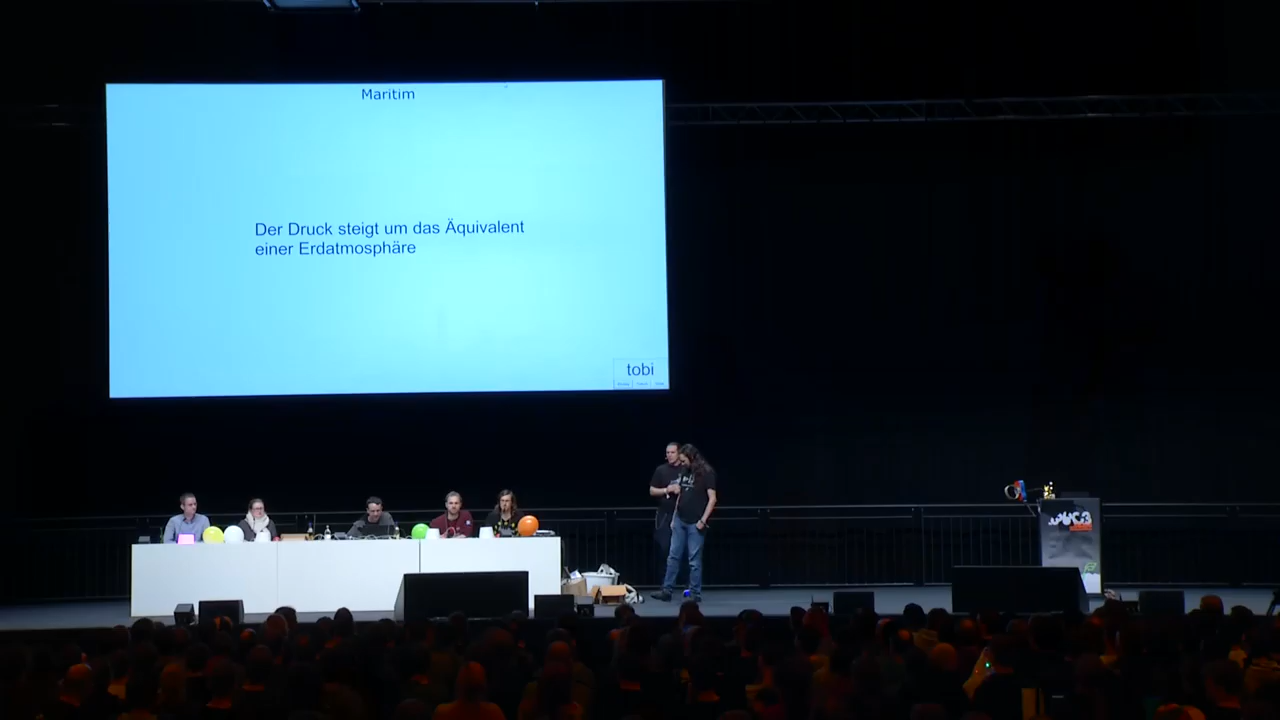 Maritim
Der Druck steigt um das Äquivalent
einer Erdatmosphäre
tobi